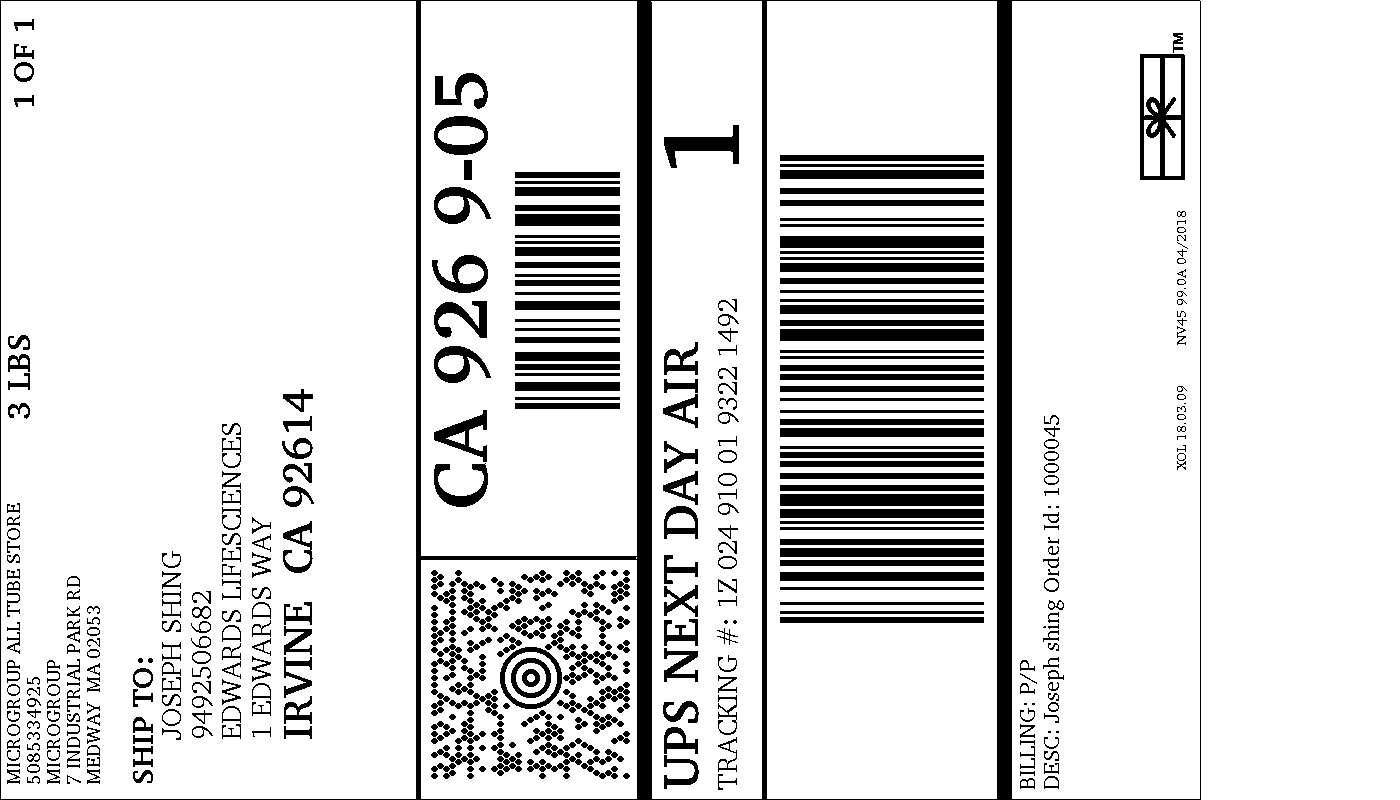 MICROGROUP ALL TUBE STORE 3 LBS 1 OF 1
5085334925
MICROGROUP
7 INDUSTRIAL PARK RD
MEDWAY MA 02053
SHIP TO:
JOSEPH SHING
9492506682
EDWARDS LIFESCIENCES
1 EDWARDS WAY
IRVINE CA 92614
CA 926 9-05
UPS NEXT DAY AIR 1
TRACKING #: 1Z 024 910 01 9322 1492
BILLING: P/P
DESC: Joseph shing Order Id: 1000045
XOL 18.03.09 NV45 99.0A 04/2018
TM